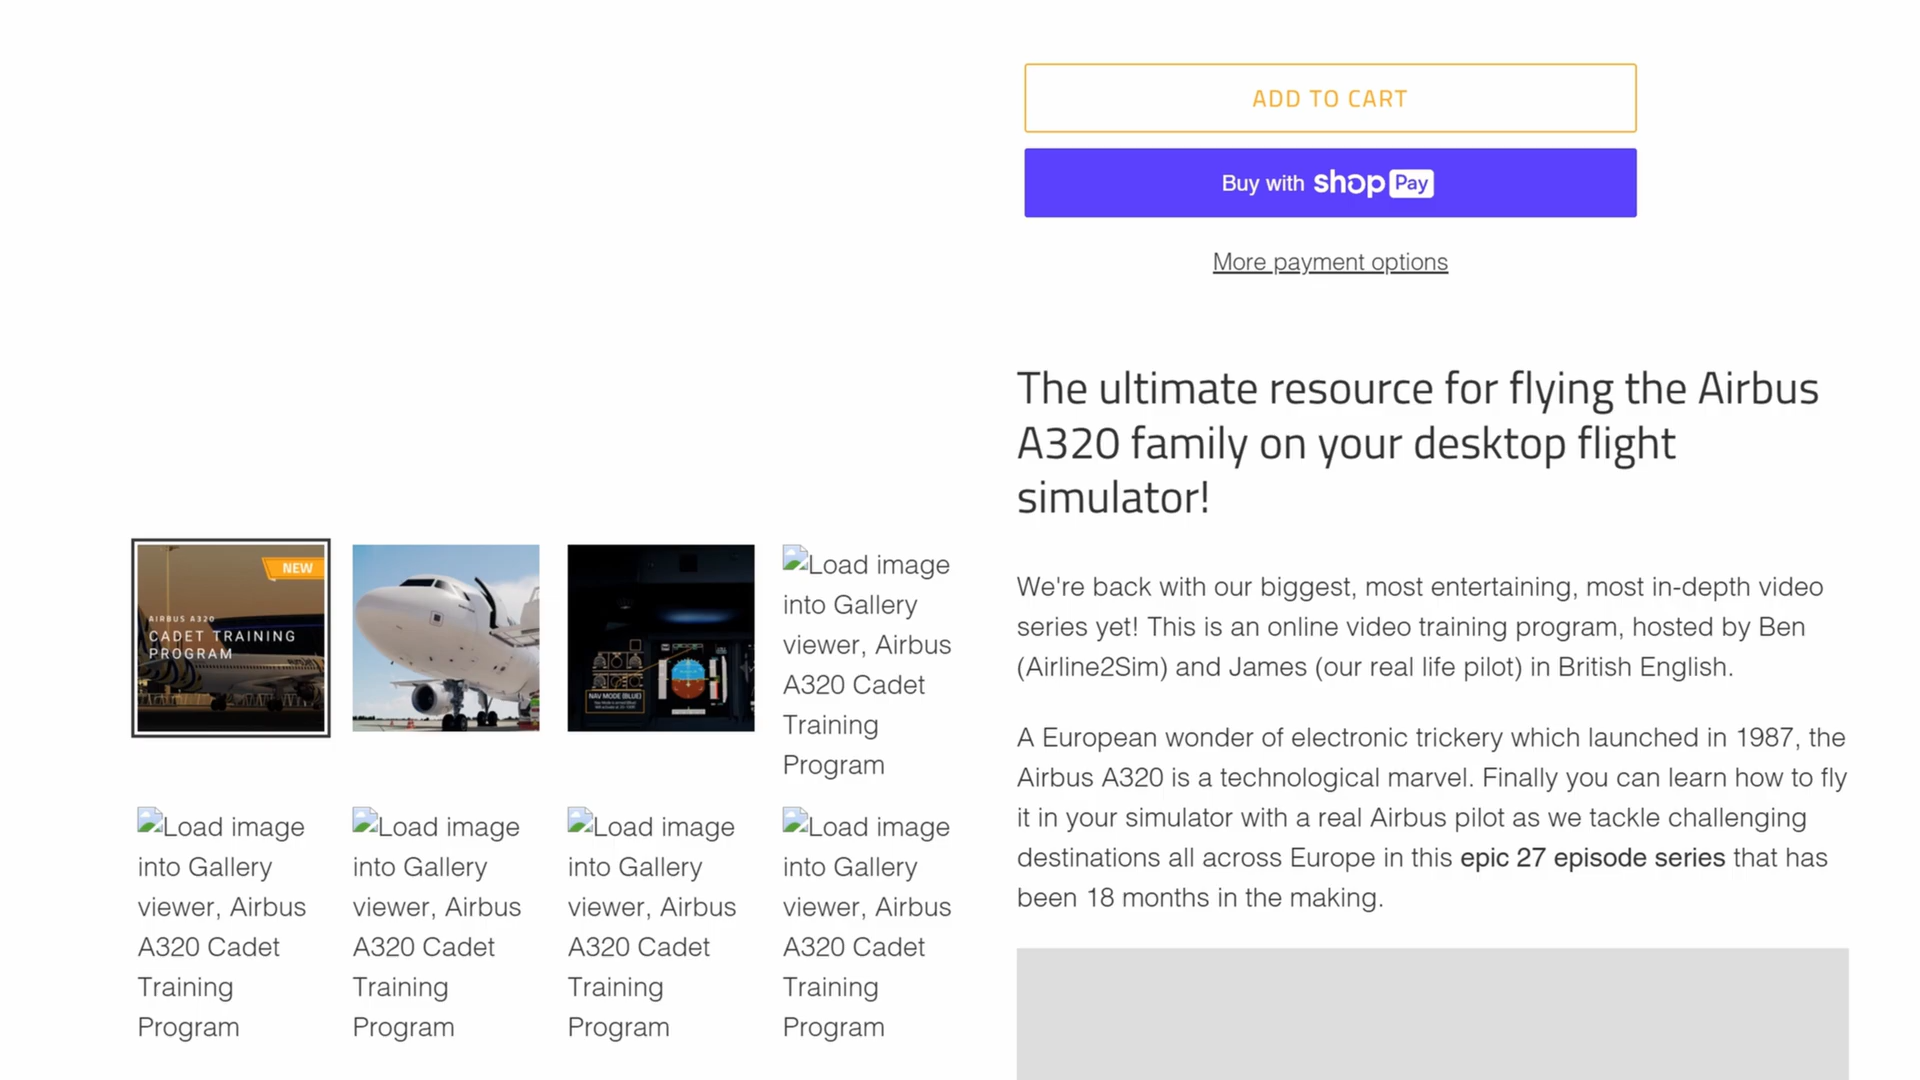 ADD TO CART
Buy with shop Pay
More payment options
The ultimate resource for flying the Airbus
A320 family on your desktop flight
simulator!
We're back with our biggest, most entertaining, most in-depth video
series yet! This is an online video training program, hosted by Ben
(Airline2Sim) and James (our real life pilot) in British English.
A European wonder of electronic trickery which launched in 1987, the
Airbus A320 is a technological marvel. Finally you can learn how to fly
it in your simulator with a real Airbus pilot as we tackle challenging
destinations all across Europe in this epic 27 episode series that has
been 18 months in the making.
NEW
AIRBUS A320
CADET TRAINING
PROGRAM
NAV MODE (BLUE)
Load image
into Gallery
viewer, Airbus
A320 Cadet
Training
Program
Load image
into Gallery
viewer, Airbus
A320 Cadet
Training
Program
Load image
into Gallery
viewer, Airbus
A320 Cadet
Training
Program
Load image
into Gallery
viewer, Airbus
A320 Cadet
Training
Program
Load image
into Gallery
viewer, Airbus
A320 Cadet
Training
Program